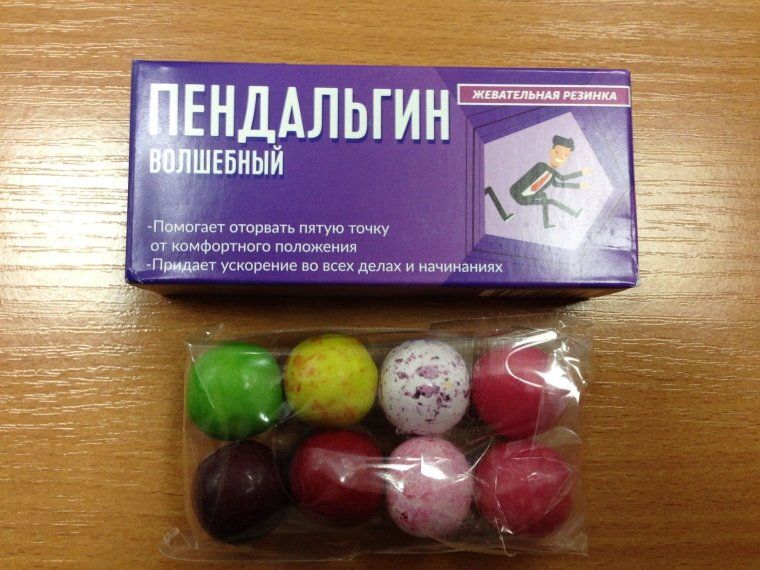 ПЕНДАЛЬГИН
ЖЕВАТЕЛЬНАЯ РЕЗИНКА
ВОЛШЕБНЫЙ
-Помогает оторвать пятую точку
от комфортного положения
-Придает ускорение во всех делах и начинаниях